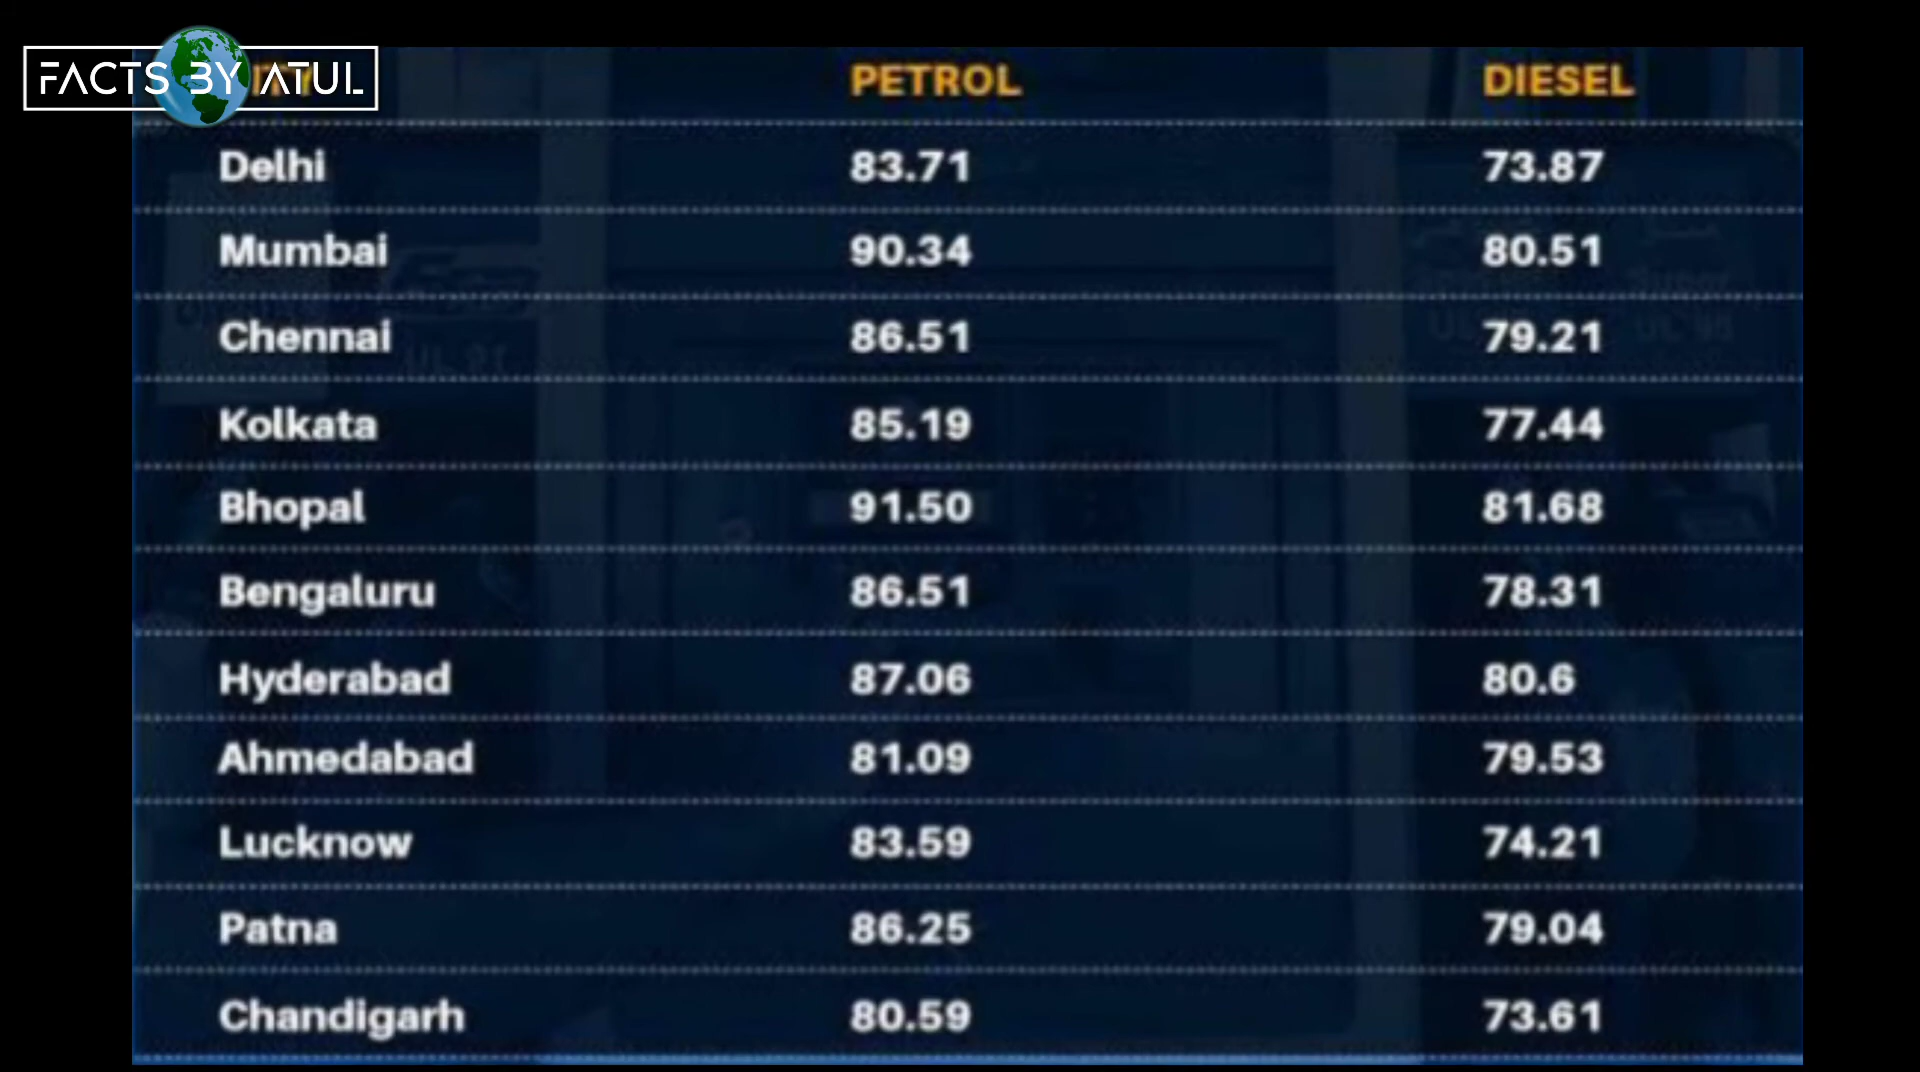 FACTS BY ATUL
PETROL DIESEL
Delhi 83.71 73.87
Mumbai 90.34 80.51
Chennai 86.51 79.21
Kolkata 85.19 77.44
Bhopal 91.50 81.68
Bengaluru 86.51 78.31
Hyderabad 87.06 80.6
Ahmedabad 81.09 79.53
Lucknow 83.59 74.21
Patna 86.25 79.04
Chandigarh 80.59 73.61